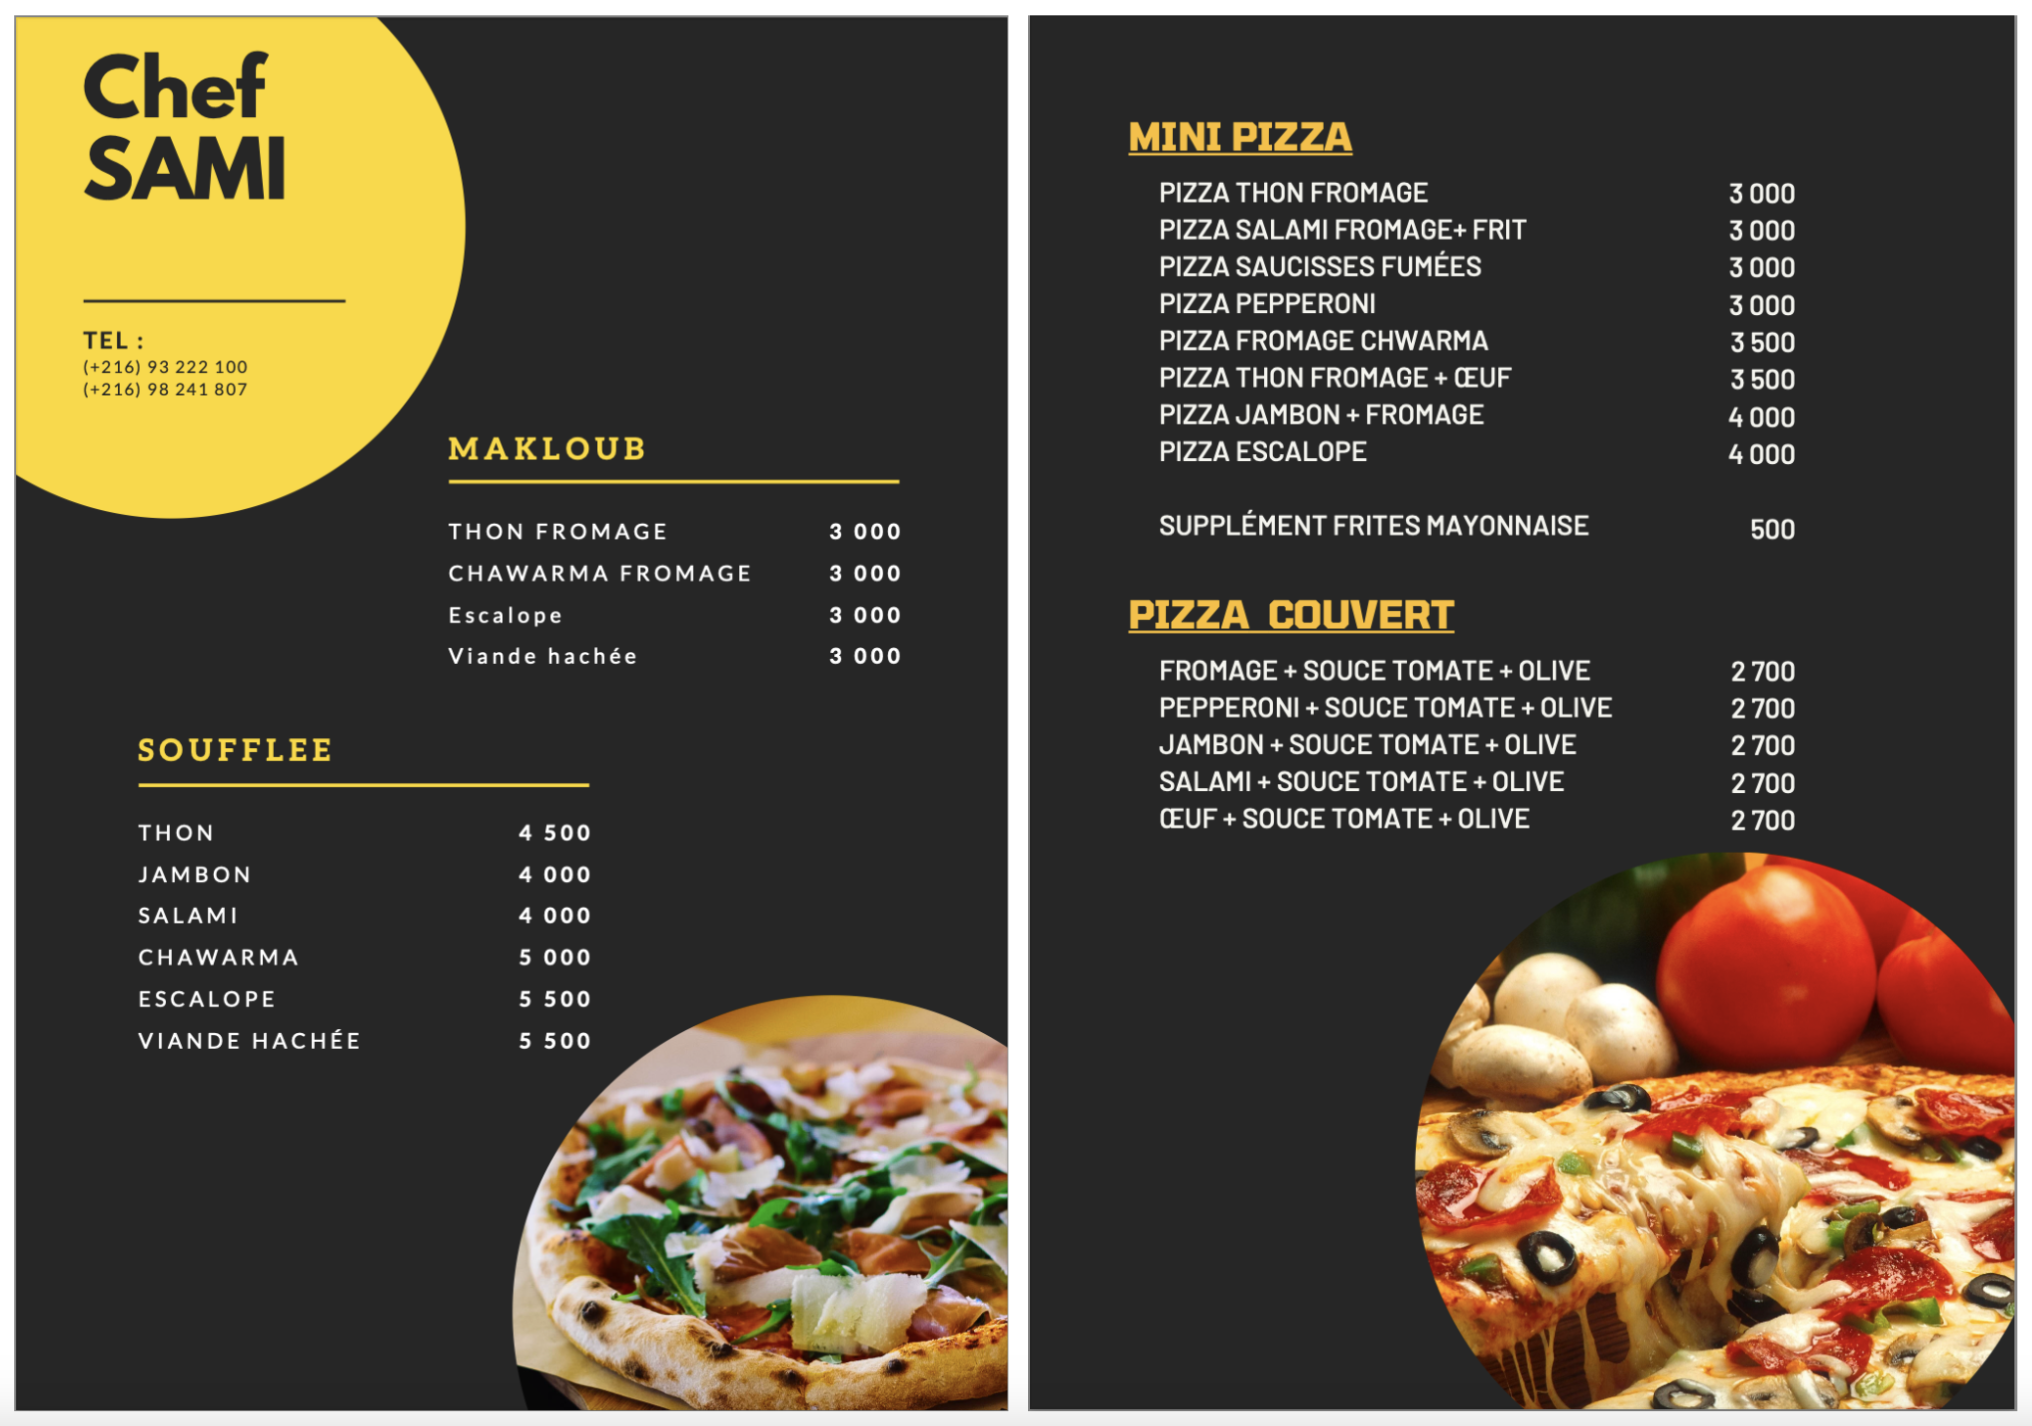 Chef
SAMI
TEL :
(+216) 93 222 100
(+216) 98 241 807
MAKLOUB
THON FROMAGE 3 000
CHAWARMA FROMAGE 3 000
Escalope 3 000
Viande hachée 3 000
SOUFFLEE
THON 4 500
JAMBON 4 000
SALAMI 4 000
CHAWARMA 5 000
ESCALOPE 5 500
VIANDE HACHÉE 5 500
MINI PIZZA
PIZZA THON FROMAGE 3 000
PIZZA SALAMI FROMAGE+ FRIT 3 000
PIZZA SAUCISSES FUMÉES 3 000
PIZZA PEPPERONI 3 000
PIZZA FROMAGE CHWARMA 3 500
PIZZA THON FROMAGE + ŒUF 3 500
PIZZA JAMBON + FROMAGE 4 000
PIZZA ESCALOPE 4 000
SUPPLÉMENT FRITES MAYONNAISE 500
PIZZA COUVERT
FROMAGE + SOUCE TOMATE + OLIVE 2 700
PEPPERONI + SOUCE TOMATE + OLIVE 2 700
JAMBON + SOUCE TOMATE + OLIVE 2 700
SALAMI + SOUCE TOMATE + OLIVE 2 700
ŒUF + SOUCE TOMATE + OLIVE 2 700